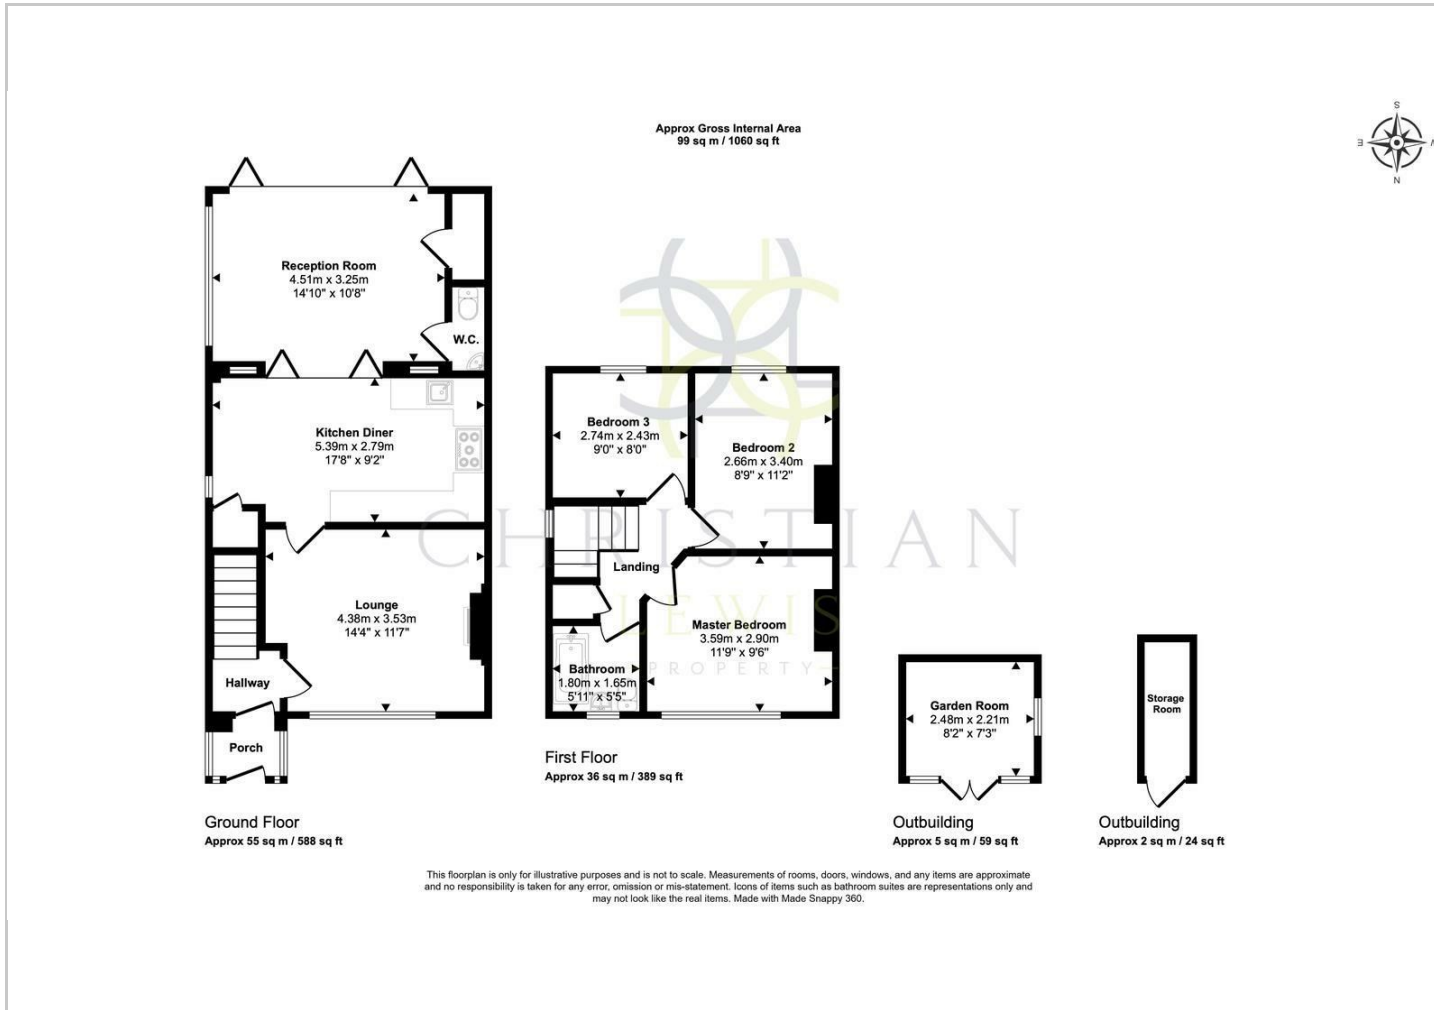 Approx Gross Internal Area
99 sq m / 1060 sq ft
S
E
W
N
Reception Room
4.51m x 3.25m
14'10" x 10'8"
W.C.
Kitchen Diner
5.39m x 2.79m
17'8" x 9'2"
Lounge
4.38m x 3.53m
14'4" x 11'7"
Hallway
Porch
Ground Floor
Approx 55 sq m / 588 sq ft
Bedroom 3
2.74m x 2.43m
9'0" x 8'0"
Bedroom 2
2.66m x 3.40m
8'9" x 11'2"
Landing
Master Bedroom
3.59m x 2.90m
11'9" x 9'6"
Bathroom
1.80m x 1.65m
5'11" x 5'5"
First Floor
Approx 36 sq m / 389 sq ft
CHRISTIAN
LEWIS
PROPERTY
Garden Room
2.48m x 2.21m
8'2" x 7'3"
Outbuilding
Approx 5 sq m / 59 sq ft
Storage
Room
Outbuilding
Approx 2 sq m / 24 sq ft
This floorplan is only for illustrative purposes and is not to scale. Measurements of rooms, doors, windows, and any items are approximate
and no responsibility is taken for any error, omission or mis-statement. Icons of items such as bathroom suites are representations only and
may not look like the real items. Made with Made Snappy 360.